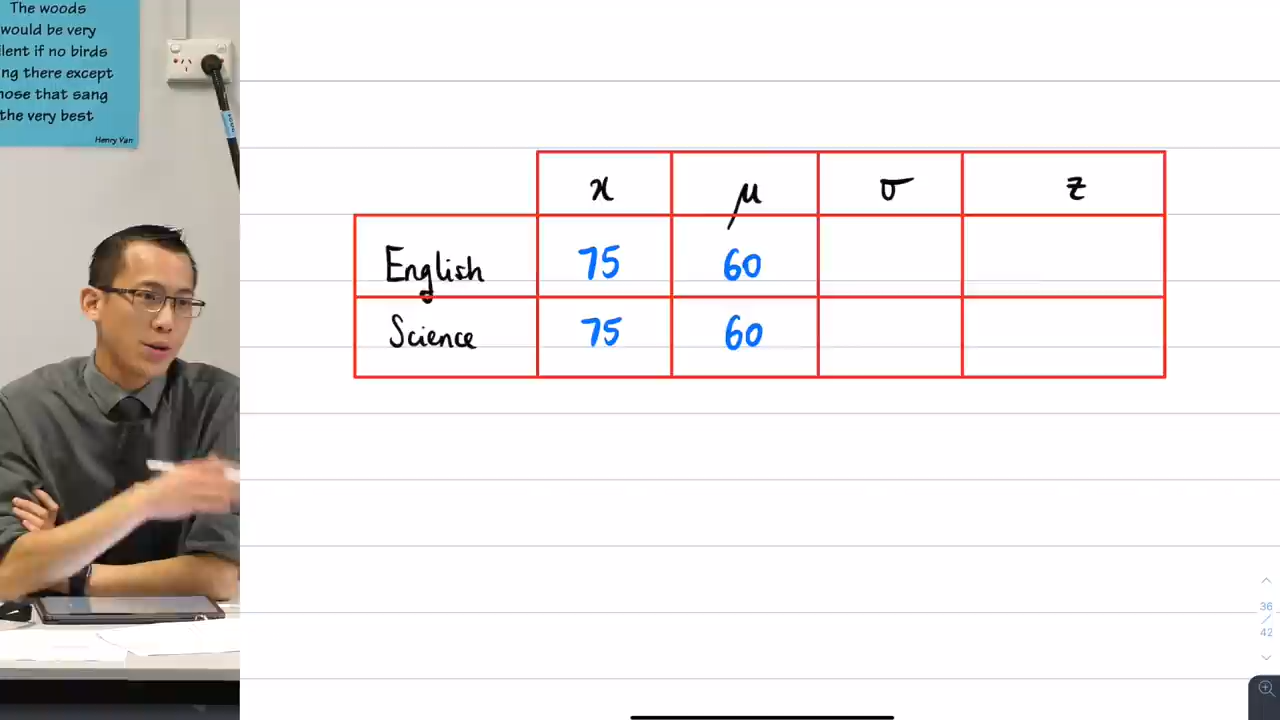 The woods
would be very
ilent if no birds
ng there except
hose that sang
the very best
Henry Van
x μ σ z
English 75 60
Science 75 60
36
/
42